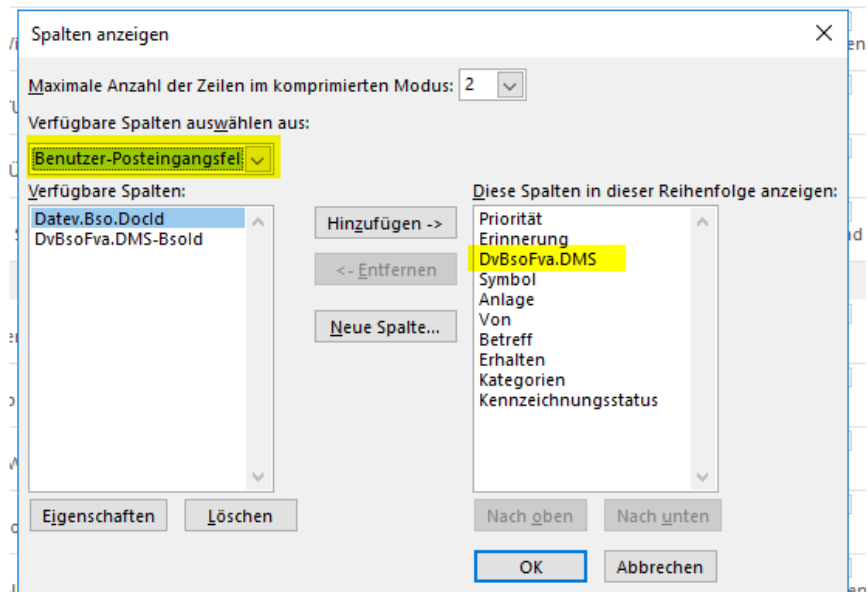 Spalten anzeigen
Maximale Anzahl der Zeilen im komprimierten Modus: 2
Verfügbare Spalten auswählen aus:
Benutzer-Posteingangsfel
Verfügbare Spalten:
Datev.Bso.DocId
DvBsoFva.DMS-BsoId
Hinzufügen ->
<- Entfernen
Neue Spalte...
Diese Spalten in dieser Reihenfolge anzeigen:
Priorität
Erinnerung
DvBsoFva.DMS
Symbol
Anlage
Von
Betreff
Erhalten
Kategorien
Kennzeichnungsstatus
Eigenschaften
Löschen
Nach oben
Nach unten
OK
Abbrechen